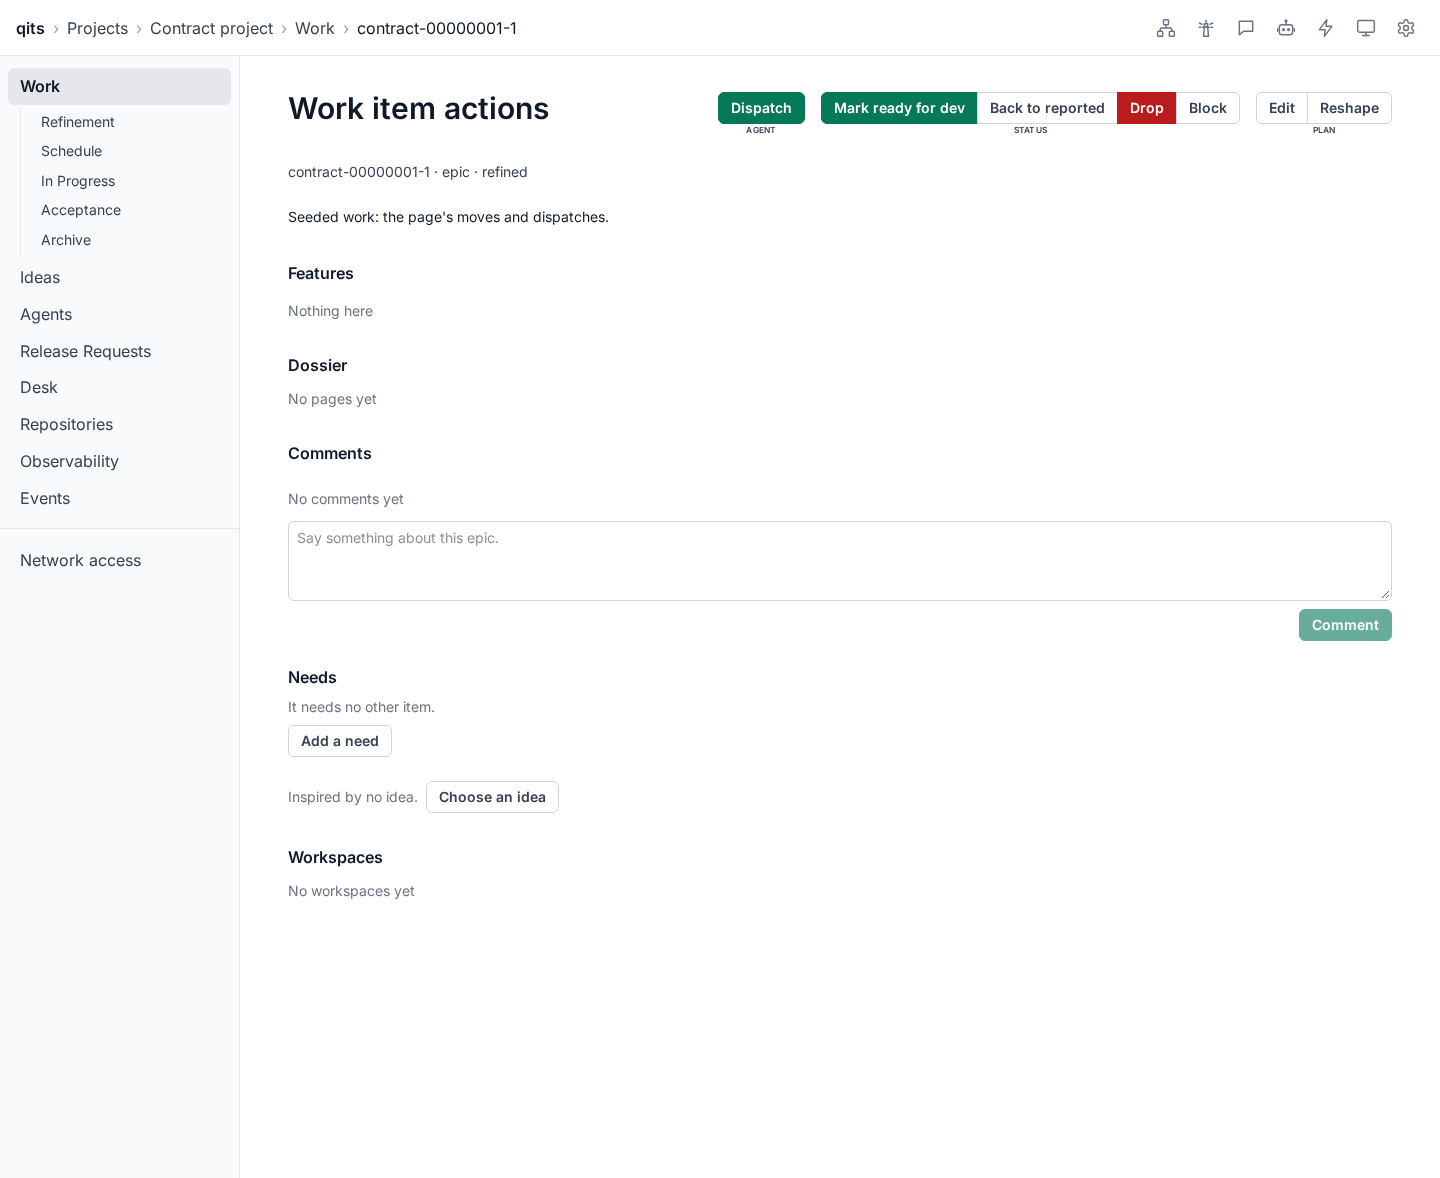 qits › Projects › Contract project › Work › contract-00000001-1
Work
Refinement
Schedule
In Progress
Acceptance
Archive
Ideas
Agents
Release Requests
Desk
Repositories
Observability
Events
Network access
Work item actions
Dispatch
AGENT
Mark ready for dev Back to reported Drop Block
STATUS
Edit Reshape
PLAN
contract-00000001-1 · epic · refined
Seeded work: the page's moves and dispatches.
Features
Nothing here
Dossier
No pages yet
Comments
No comments yet
Say something about this epic.
Comment
Needs
It needs no other item.
Add a need
Inspired by no idea. Choose an idea
Workspaces
No workspaces yet